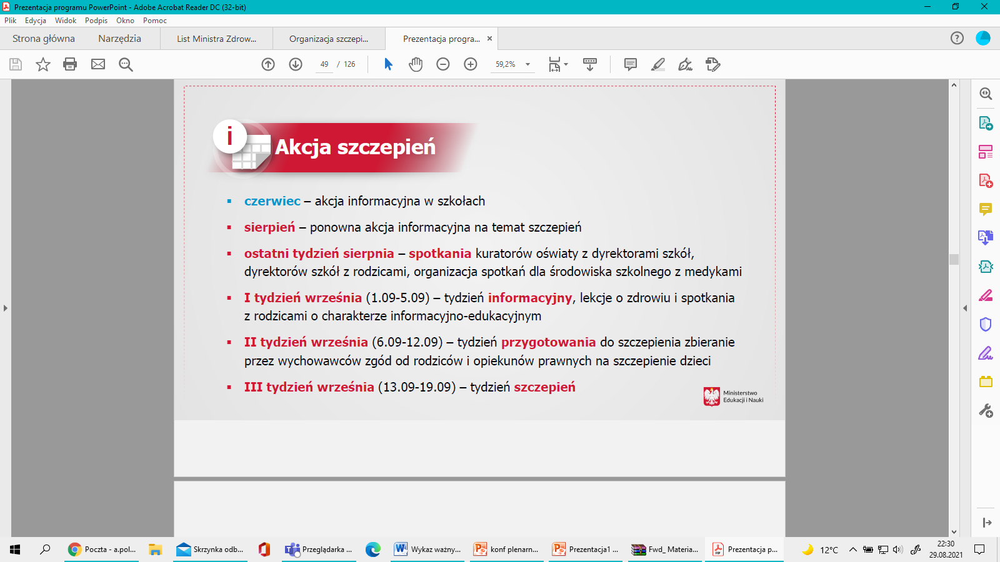 Prezentacja programu PowerPoint - Adobe Acrobat Reader DC (32-bit)
Plik Edycja Widok Podpis Okno Pomoc
Strona główna Narzędzia List Ministra Zdrow... Organizacja szczepi... Prezentacja progra... ×
49 / 126 59,2%
i
Akcja szczepień
▪ czerwiec – akcja informacyjna w szkołach
▪ sierpień – ponowna akcja informacyjna na temat szczepień
▪ ostatni tydzień sierpnia – spotkania kuratorów oświaty z dyrektorami szkół,
dyrektorów szkół z rodzicami, organizacja spotkań dla środowiska szkolnego z medykami
▪ I tydzień września (1.09-5.09) – tydzień informacyjny, lekcje o zdrowiu i spotkania
z rodzicami o charakterze informacyjno-edukacyjnym
▪ II tydzień września (6.09-12.09) – tydzień przygotowania do szczepienia zbieranie
przez wychowawców zgód od rodziców i opiekunów prawnych na szczepienie dzieci
▪ III tydzień września (13.09-19.09) – tydzień szczepień
Ministerstwo
Edukacji i Nauki
Poczta - a.pol... Skrzynka odb... Przeglądarka ... Wykaz ważny... konf plenarn... Prezentacja1 ... Fwd_ Materia... Prezentacja p... 12°C
22:30
29.08.2021